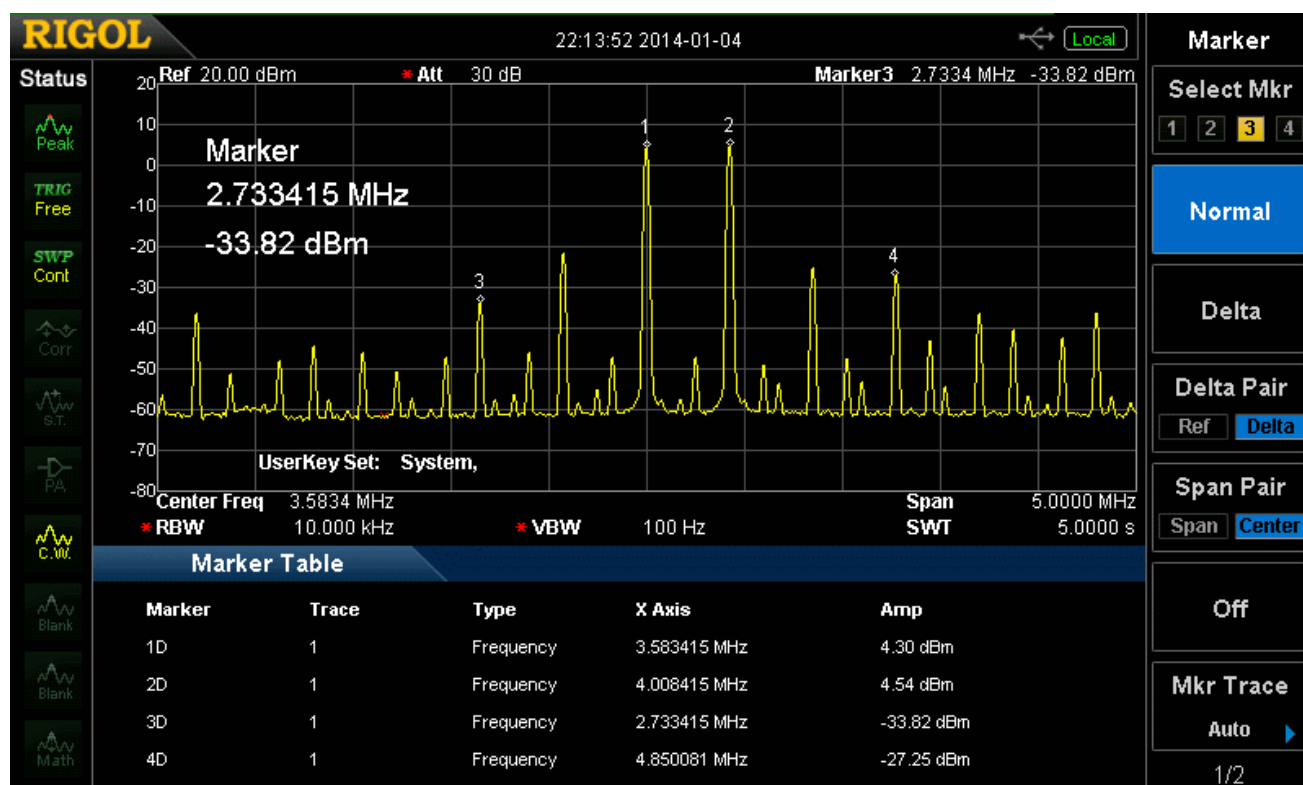 RIGOL
22:13:52 2014-01-04
Local
Marker
Status
Ref 20.00 dBm * Att 30 dB Marker3 2.7334 MHz -33.82 dBm
Select Mkr
1 2 3 4
Peak
TRIG
Free
SWP
Cont
Corr
S.T.
PA
C.W.
Blank
Blank
Math
20
10
0
-10
-20
-30
-40
-50
-60
-70
-80
Marker
2.733415 MHz
-33.82 dBm
1
2
3
4
UserKey Set: System,
Center Freq 3.5834 MHz Span 5.0000 MHz
* RBW 10.000 kHz * VBW 100 Hz SWT 5.0000 s
Marker Table
Marker Trace Type X Axis Amp
1D 1 Frequency 3.583415 MHz 4.30 dBm
2D 1 Frequency 4.008415 MHz 4.54 dBm
3D 1 Frequency 2.733415 MHz -33.82 dBm
4D 1 Frequency 4.850081 MHz -27.25 dBm
Normal
Delta
Delta Pair
Ref Delta
Span Pair
Span Center
Off
Mkr Trace
Auto
1/2